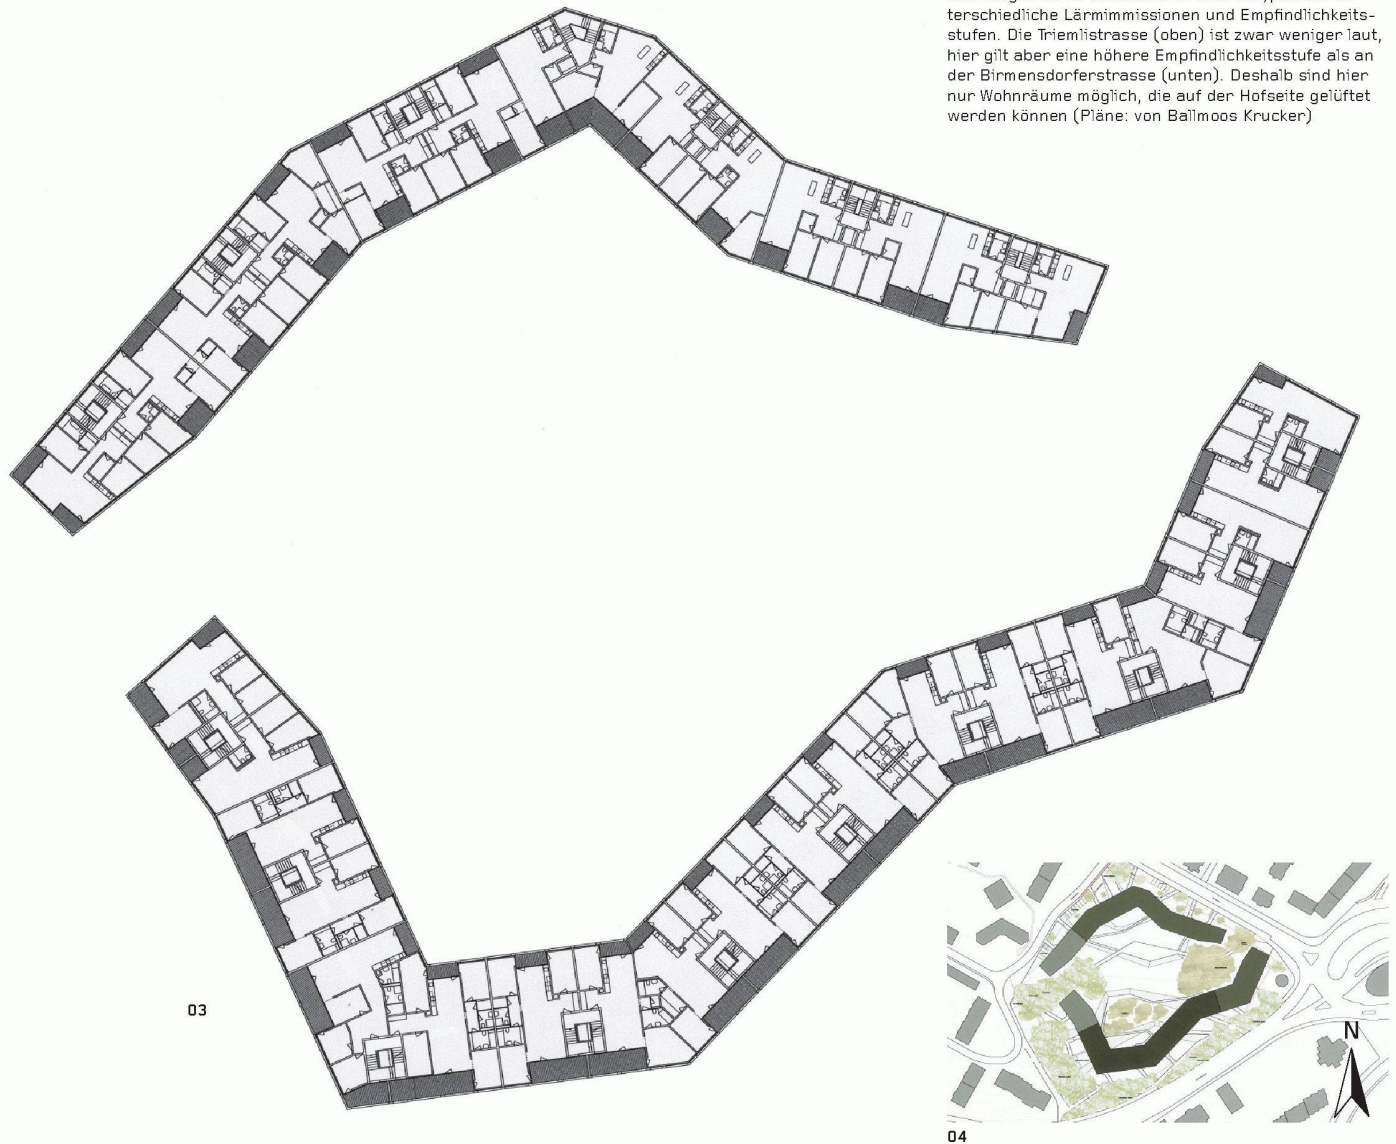 terschiedliche Lärmimmissionen und Empfindlichkeits-
stufen. Die Triemlistrasse (oben) ist zwar weniger laut,
hier gilt aber eine höhere Empfindlichkeitsstufe als an
der Birmensdorferstrasse (unten). Deshalb sind hier
nur Wohnräume möglich, die auf der Hofseite gelüftet
werden können (Pläne: von Ballmoos Krucker)
03
N
04